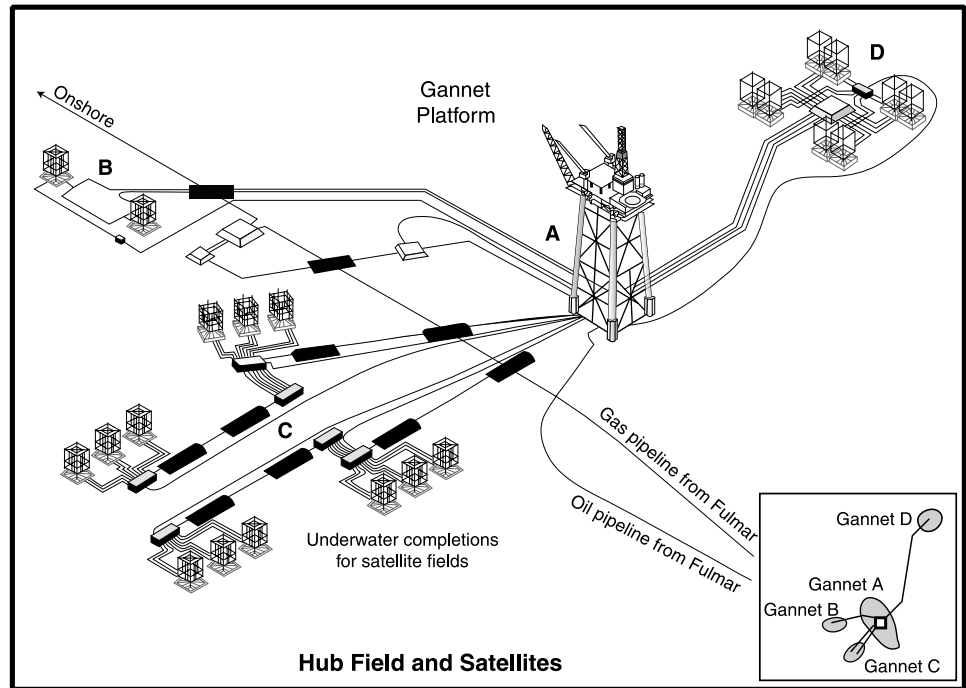 Onshore
Gannet
Platform
D
B
A
C
Gas pipeline from Fulmar
Oil pipeline from Fulmar
Underwater completions
for satellite fields
Gannet D
Gannet A
Gannet B
Gannet C
Hub Field and Satellites